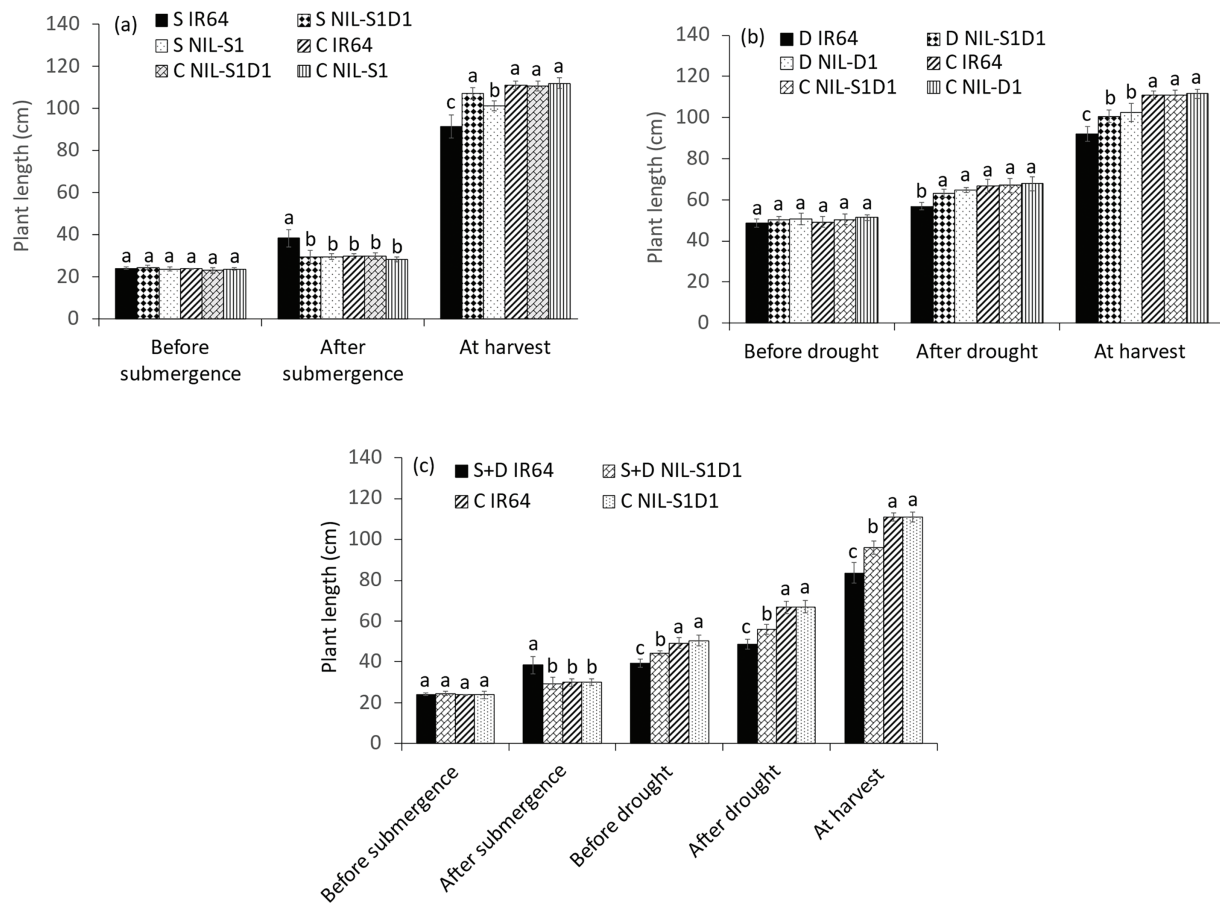 (a)
S IR64 S NIL-S1D1
S NIL-S1 C IR64
C NIL-S1D1 C NIL-S1
Plant length (cm)
140
120
100
80
60
40
20
0
a a a a a a
a b b b b b
c a b a a a
Before submergence
After submergence
At harvest
(b)
D IR64 D NIL-S1D1
D NIL-D1 C IR64
C NIL-S1D1 C NIL-D1
Plant length (cm)
140
120
100
80
60
40
20
0
a a a a a a
b a a a a a
c b b a a a
Before drought
After drought
At harvest
(c)
S+D IR64 S+D NIL-S1D1
C IR64 C NIL-S1D1
Plant length (cm)
140
120
100
80
60
40
20
0
a a a a
a b b b
c b a a
c b a a
c b a a
Before submergence
After submergence
Before drought
After drought
At harvest